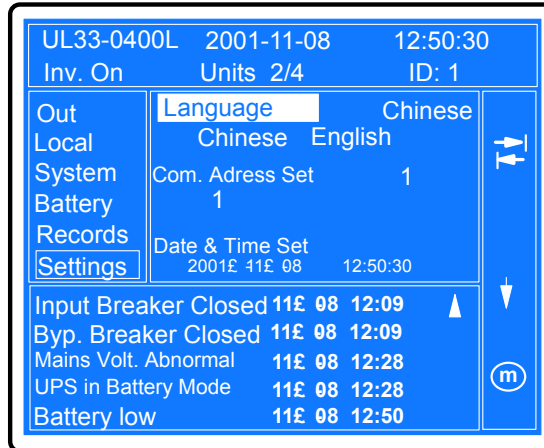 UL33-0400L 2001-11-08 12:50:30
Inv. On Units 2/4 ID: 1
Out
Local
System
Battery
Records
Settings
Language Chinese
Chinese English
Com. Adress Set 1
1
Date & Time Set
2001£ 11£ 08 12:50:30
Input Breaker Closed 11£ 08 12:09
Byp. Breaker Closed 11£ 08 12:09
Mains Volt. Abnormal 11£ 08 12:28
UPS in Battery Mode 11£ 08 12:28
Battery low 11£ 08 12:50
m